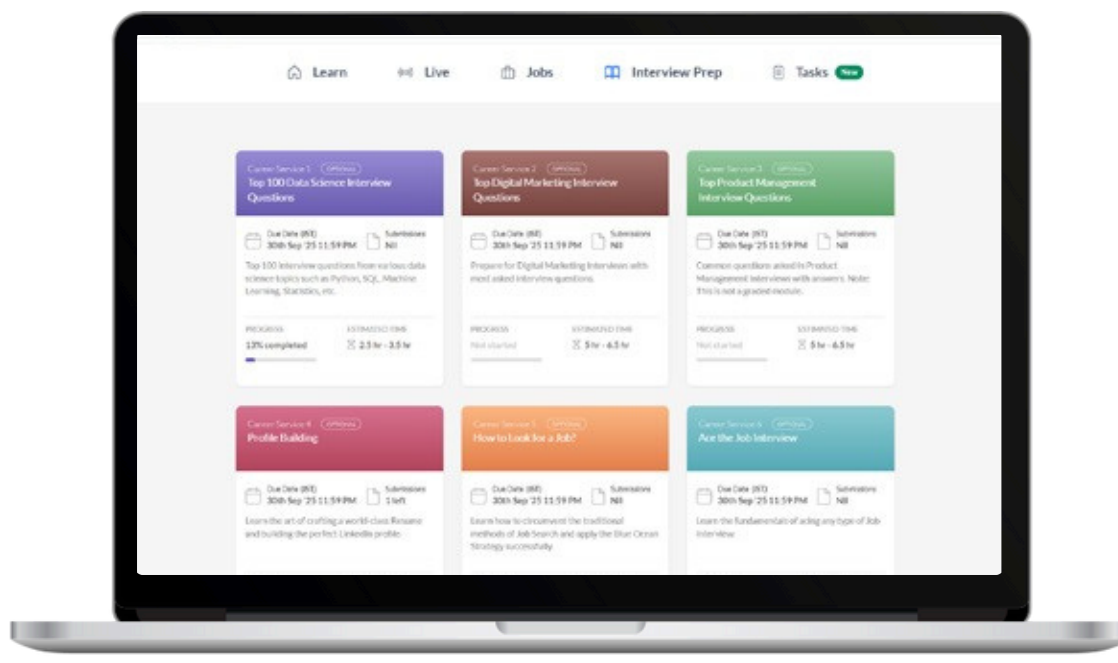 Learn Live Jobs Interview Prep Tasks New
Career Service 1 OPTIONAL
Top 100 Data Science Interview
Questions
Due Date (IST) Submissions
30th Sep '25 11:59 PM Nil
Top 100 interview questions from various data
science topics such as Python, SQL, Machine
Learning, Statistics, etc.
PROGRESS ESTIMATED TIME
13% completed 2.5 hr - 3.5 hr
Career Service 2 OPTIONAL
Top Digital Marketing Interview
Questions
Due Date (IST) Submissions
30th Sep '25 11:59 PM Nil
Prepare for Digital Marketing Interviews with
most asked interview questions.
PROGRESS ESTIMATED TIME
Not started 5 hr - 6.5 hr
Career Service 3 OPTIONAL
Top Product Management
Interview Questions
Due Date (IST) Submissions
30th Sep '25 11:59 PM Nil
Common questions asked in Product
Management interviews with answers. Note:
This is not a graded module.
PROGRESS ESTIMATED TIME
Not started 5 hr - 6.5 hr
Career Service 4 OPTIONAL
Profile Building
Due Date (IST) Submissions
30th Sep '25 11:59 PM 1 left
Learn the art of crafting a world-class Resume
and building the perfect LinkedIn profile.
Career Service 5 OPTIONAL
How to Look for a Job?
Due Date (IST) Submissions
30th Sep '25 11:59 PM Nil
Learn how to circumvent the traditional
methods of Job Search and apply the Blue Ocean
Strategy successfully.
Career Service 6 OPTIONAL
Ace the Job Interview
Due Date (IST) Submissions
30th Sep '25 11:59 PM Nil
Learn the fundamentals of acing any type of Job
Interview.